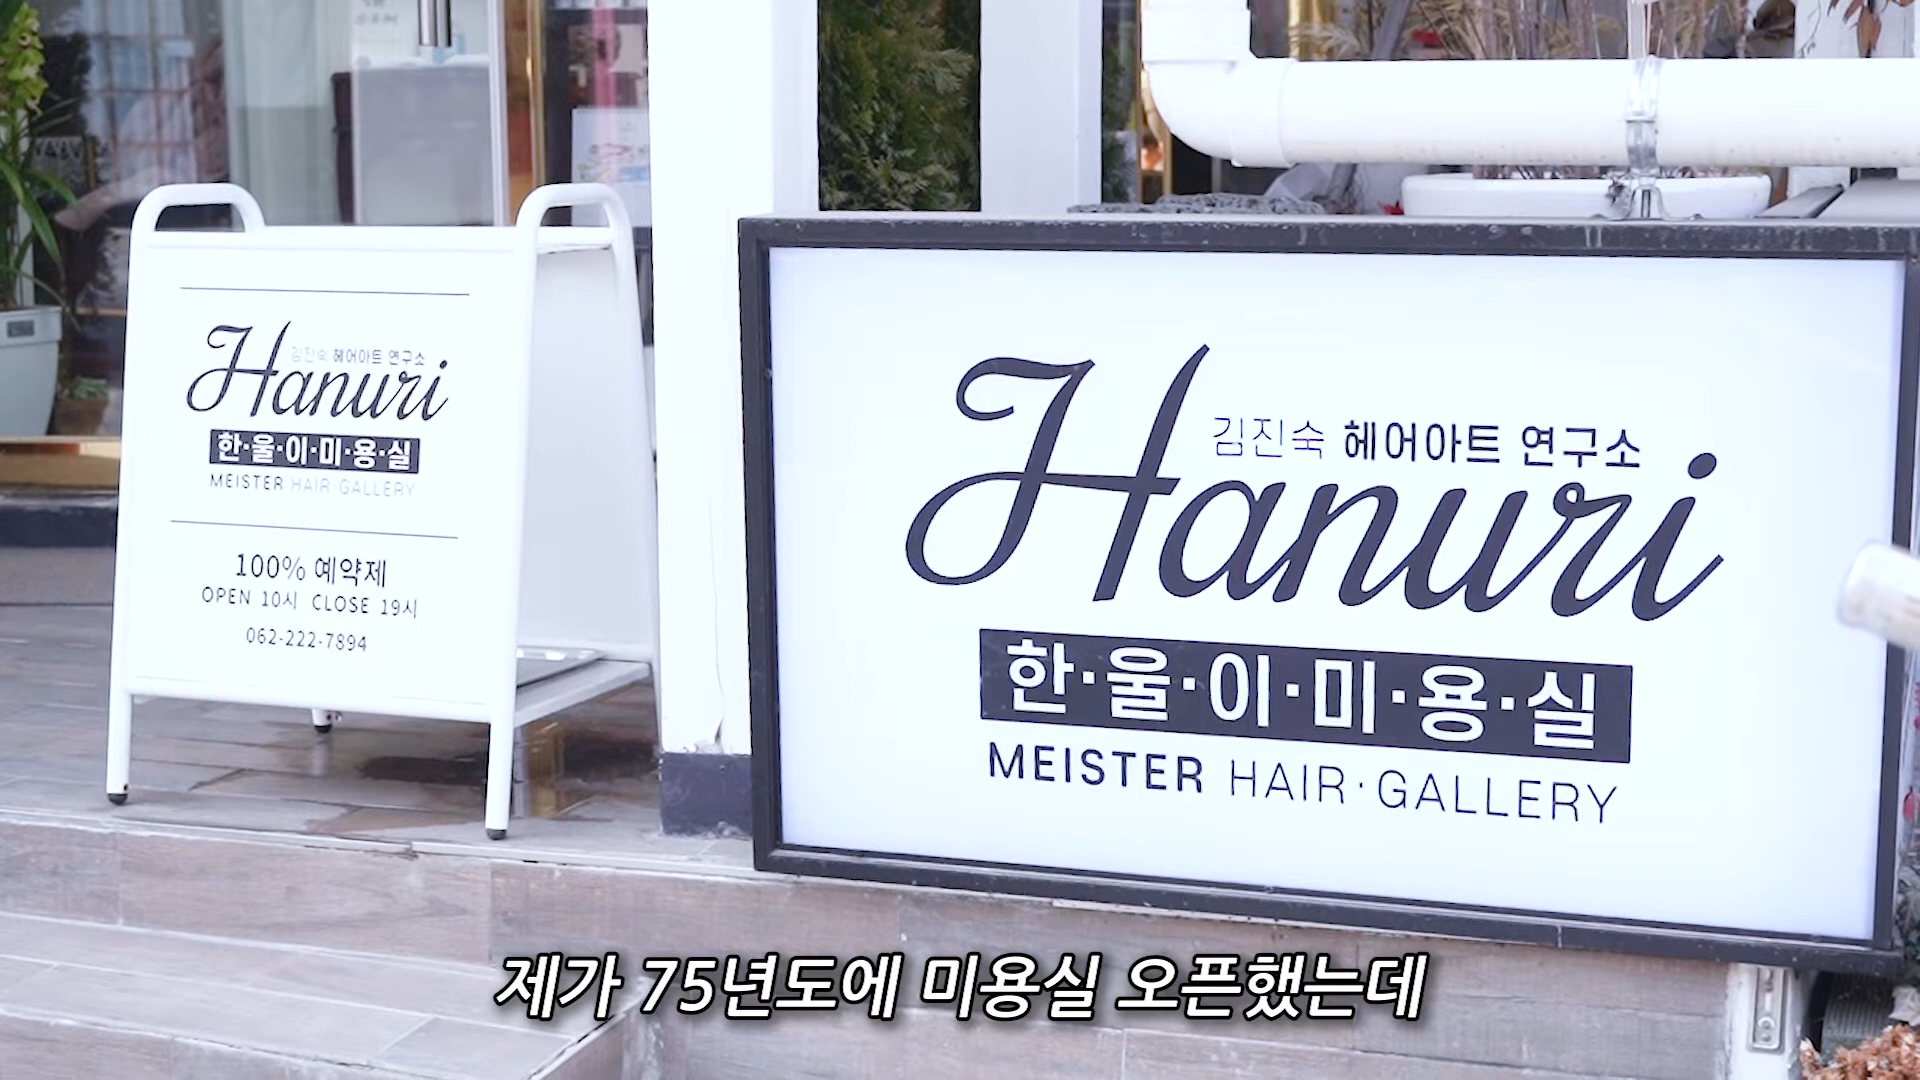 김진숙 헤어아트 연구소
Hanuri
한·울·이·미·용·실
MEISTER HAIR·GALLERY
100% 예약제
OPEN 10시 CLOSE 19시
062-222-7894
김진숙 헤어아트 연구소
Hanuri
한·울·이·미·용·실
MEISTER HAIR·GALLERY
제가 75년도에 미용실 오픈했는데